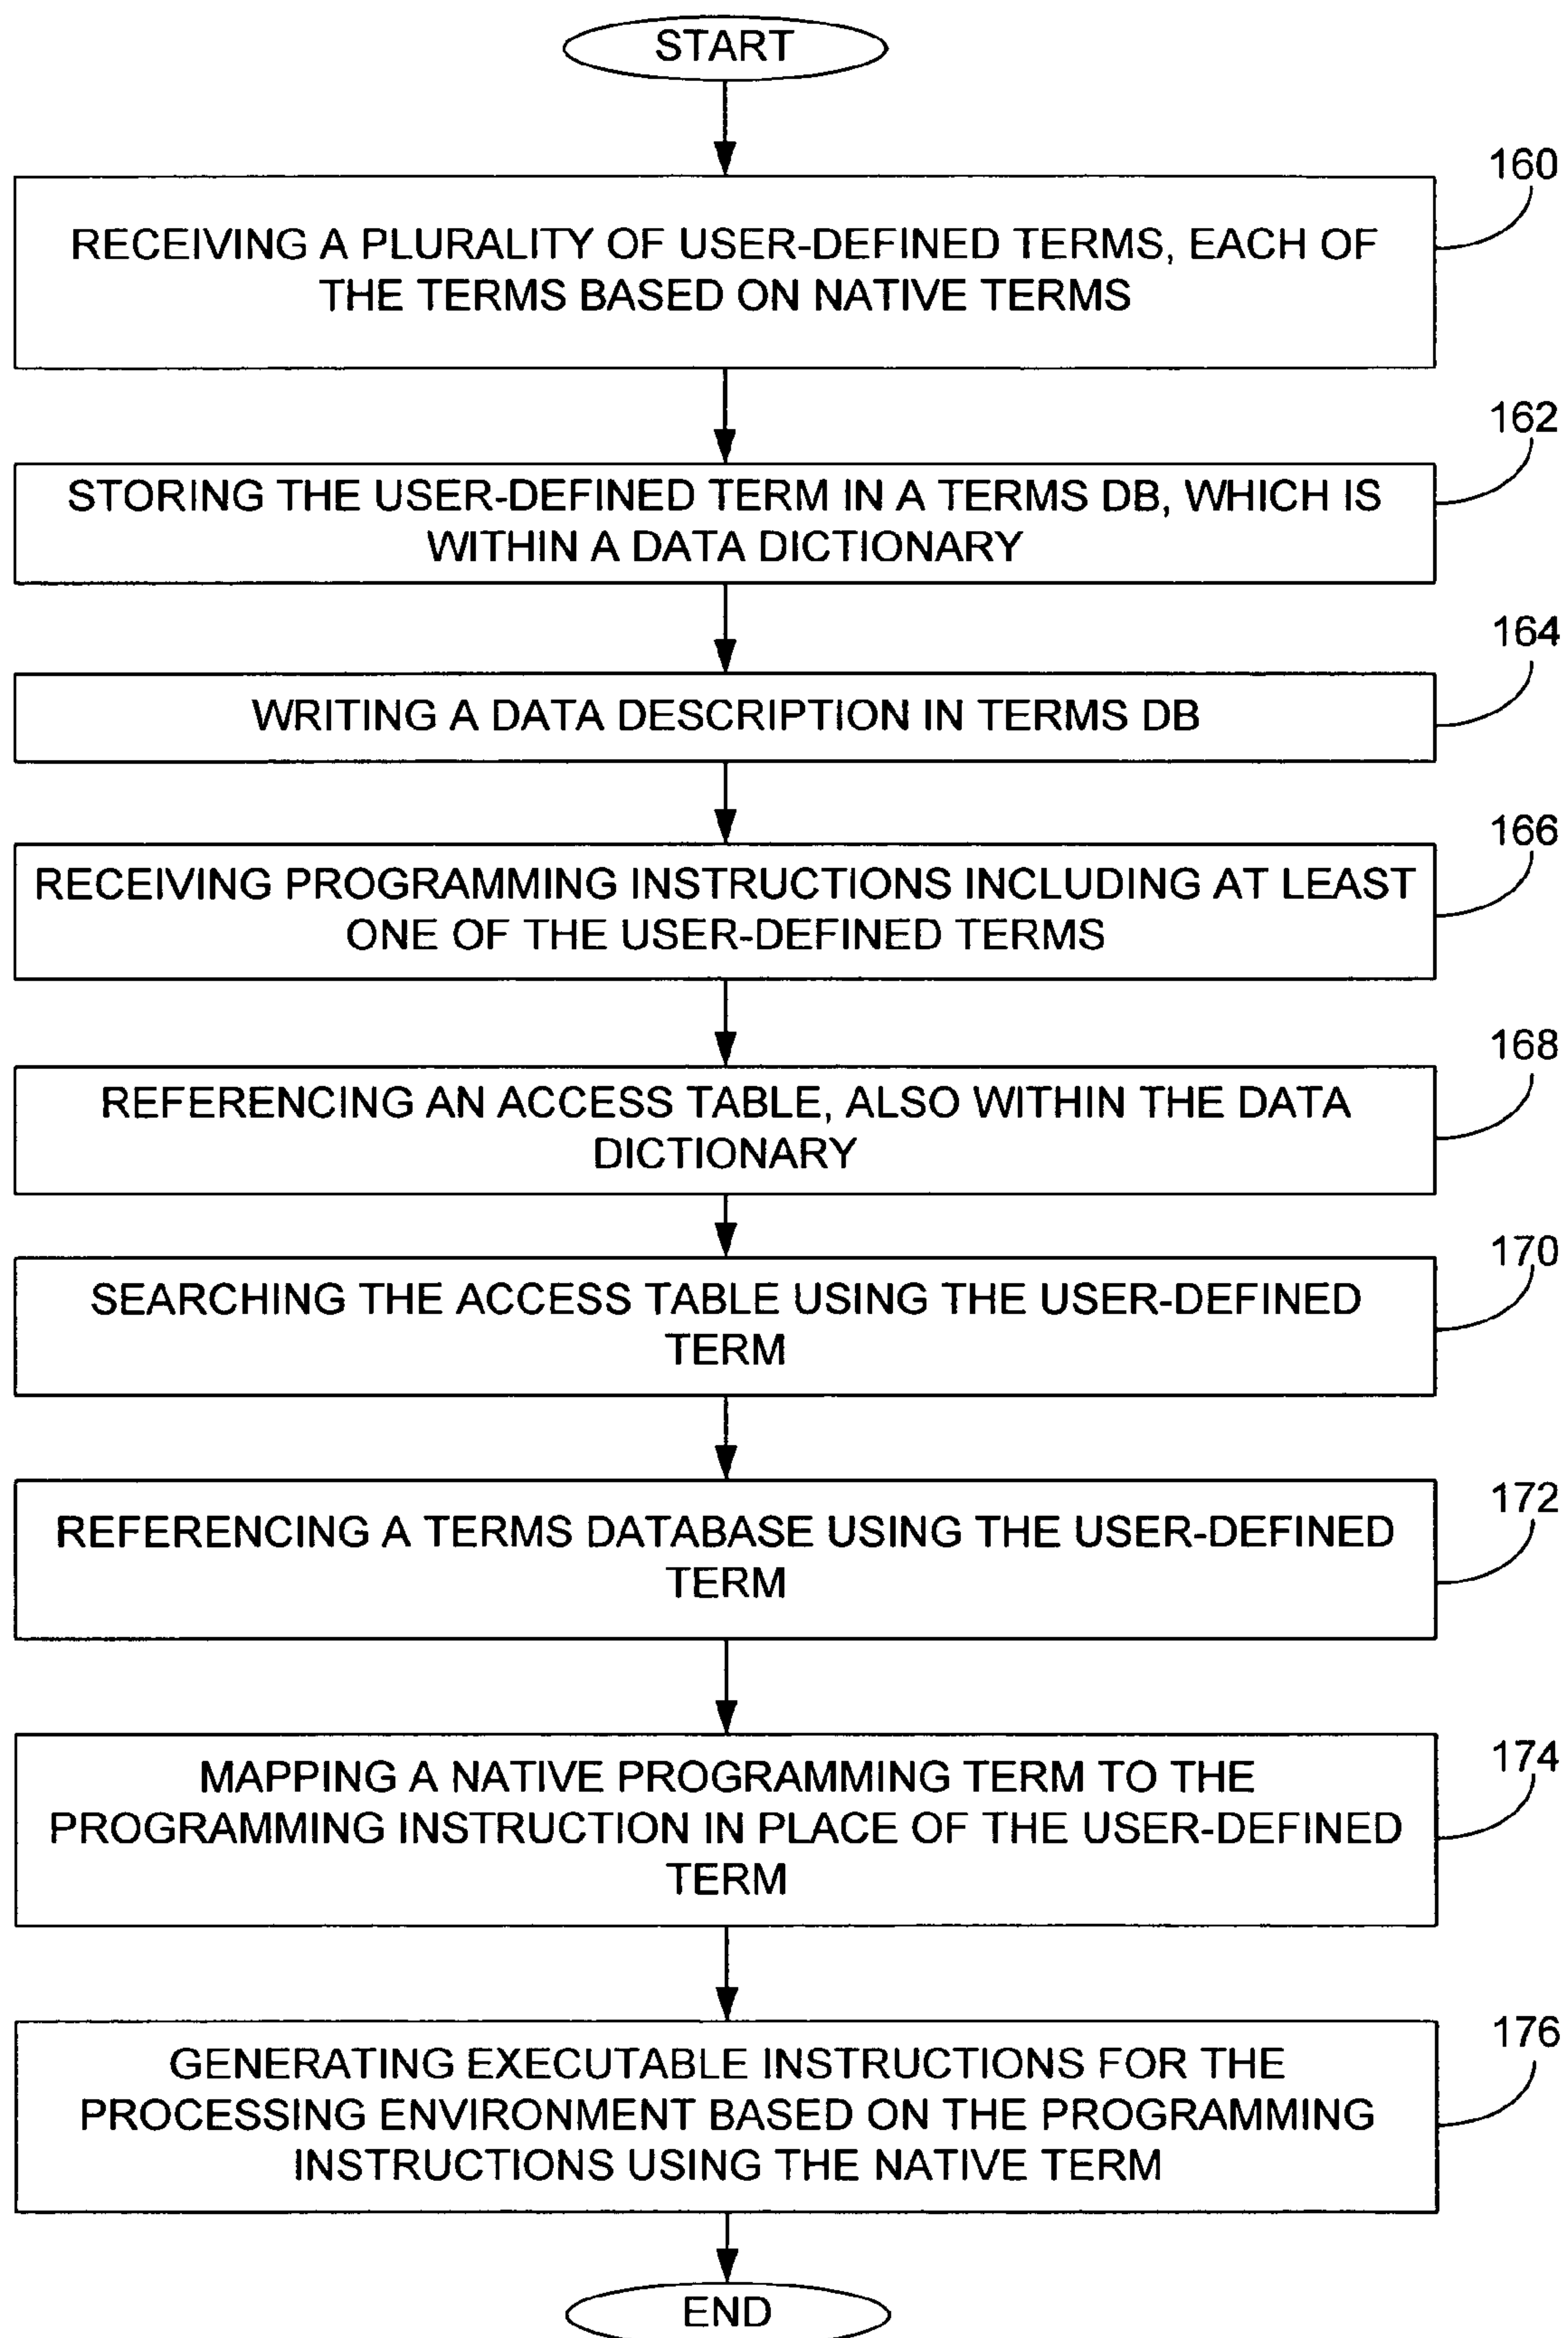 START
160
RECEIVING A PLURALITY OF USER-DEFINED TERMS, EACH OF
THE TERMS BASED ON NATIVE TERMS
162
STORING THE USER-DEFINED TERM IN A TERMS DB, WHICH IS
WITHIN A DATA DICTIONARY
164
WRITING A DATA DESCRIPTION IN TERMS DB
166
RECEIVING PROGRAMMING INSTRUCTIONS INCLUDING AT LEAST
ONE OF THE USER-DEFINED TERMS
168
REFERENCING AN ACCESS TABLE, ALSO WITHIN THE DATA
DICTIONARY
170
SEARCHING THE ACCESS TABLE USING THE USER-DEFINED
TERM
172
REFERENCING A TERMS DATABASE USING THE USER-DEFINED
TERM
174
MAPPING A NATIVE PROGRAMMING TERM TO THE
PROGRAMMING INSTRUCTION IN PLACE OF THE USER-DEFINED
TERM
176
GENERATING EXECUTABLE INSTRUCTIONS FOR THE
PROCESSING ENVIRONMENT BASED ON THE PROGRAMMING
INSTRUCTIONS USING THE NATIVE TERM
END